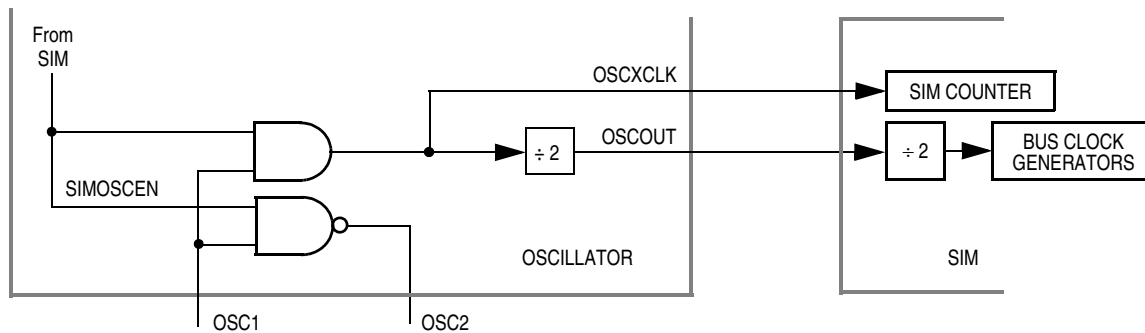 From
SIM
OSCXCLK
SIM COUNTER
OSCOUT
÷ 2
÷ 2
BUS CLOCK
GENERATORS
SIMOSCEN
OSCILLATOR
SIM
OSC1
OSC2